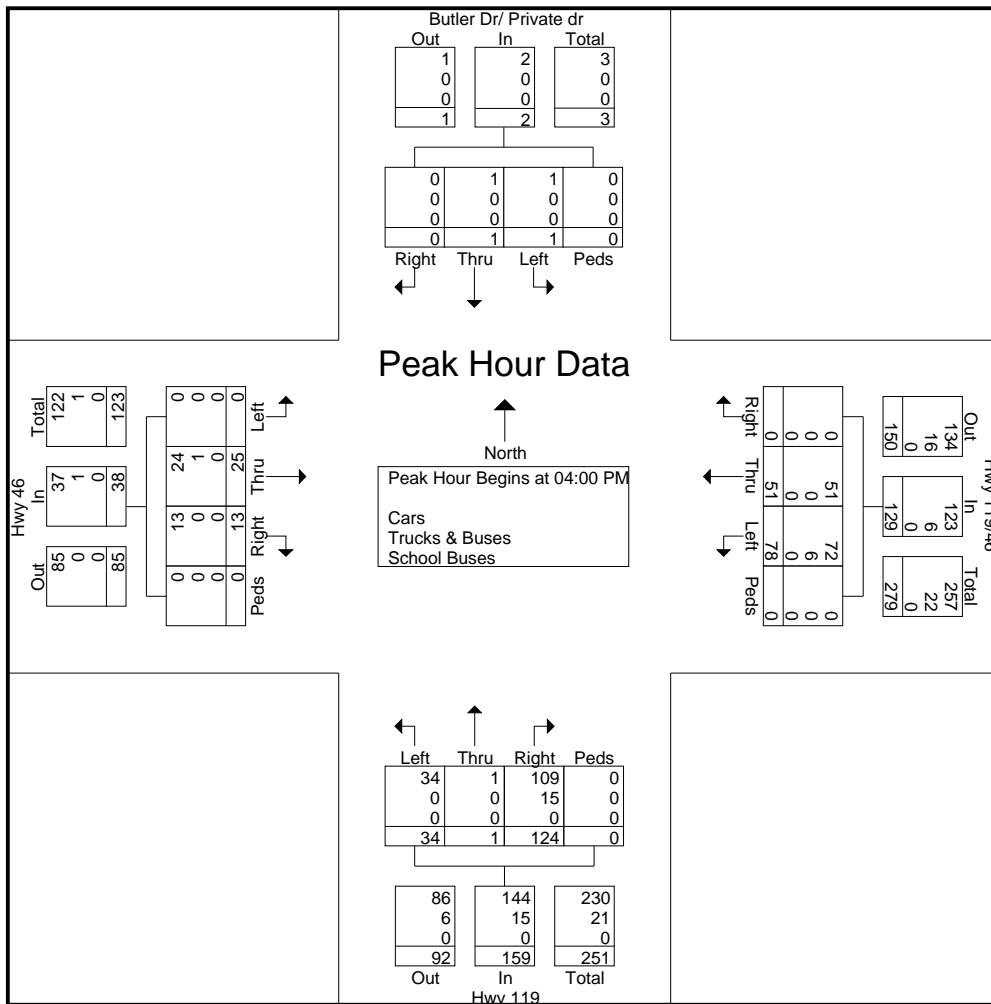 Butler Dr/ Private dr
Out In Total
1 2 3
0 0 0
0 0 0
1 2 3
0 1 1 0
0 0 0 0
0 0 0 0
0 1 1 0
Right Thru Left Peds
Peak Hour Data
North
Peak Hour Begins at 04:00 PM
Cars
Trucks & Buses
School Buses
Hwy 46
Total In Out
122 37 85
1 1 0
0 0 0
123 38 85
0 24 13 0
0 1 0 0
0 0 0 0
0 25 13 0
Left Thru Right Peds
Hwy 119/46
Out In Total
134 123 257
16 6 22
0 0 0
150 129 279
0 51 72 0
0 0 6 0
0 0 0 0
0 51 78 0
Right Thru Left Peds
Left Thru Right Peds
34 1 109 0
0 0 15 0
0 0 0 0
34 1 124 0
86 144 230
6 15 21
0 0 0
92 159 251
Out In Total
Hwy 119